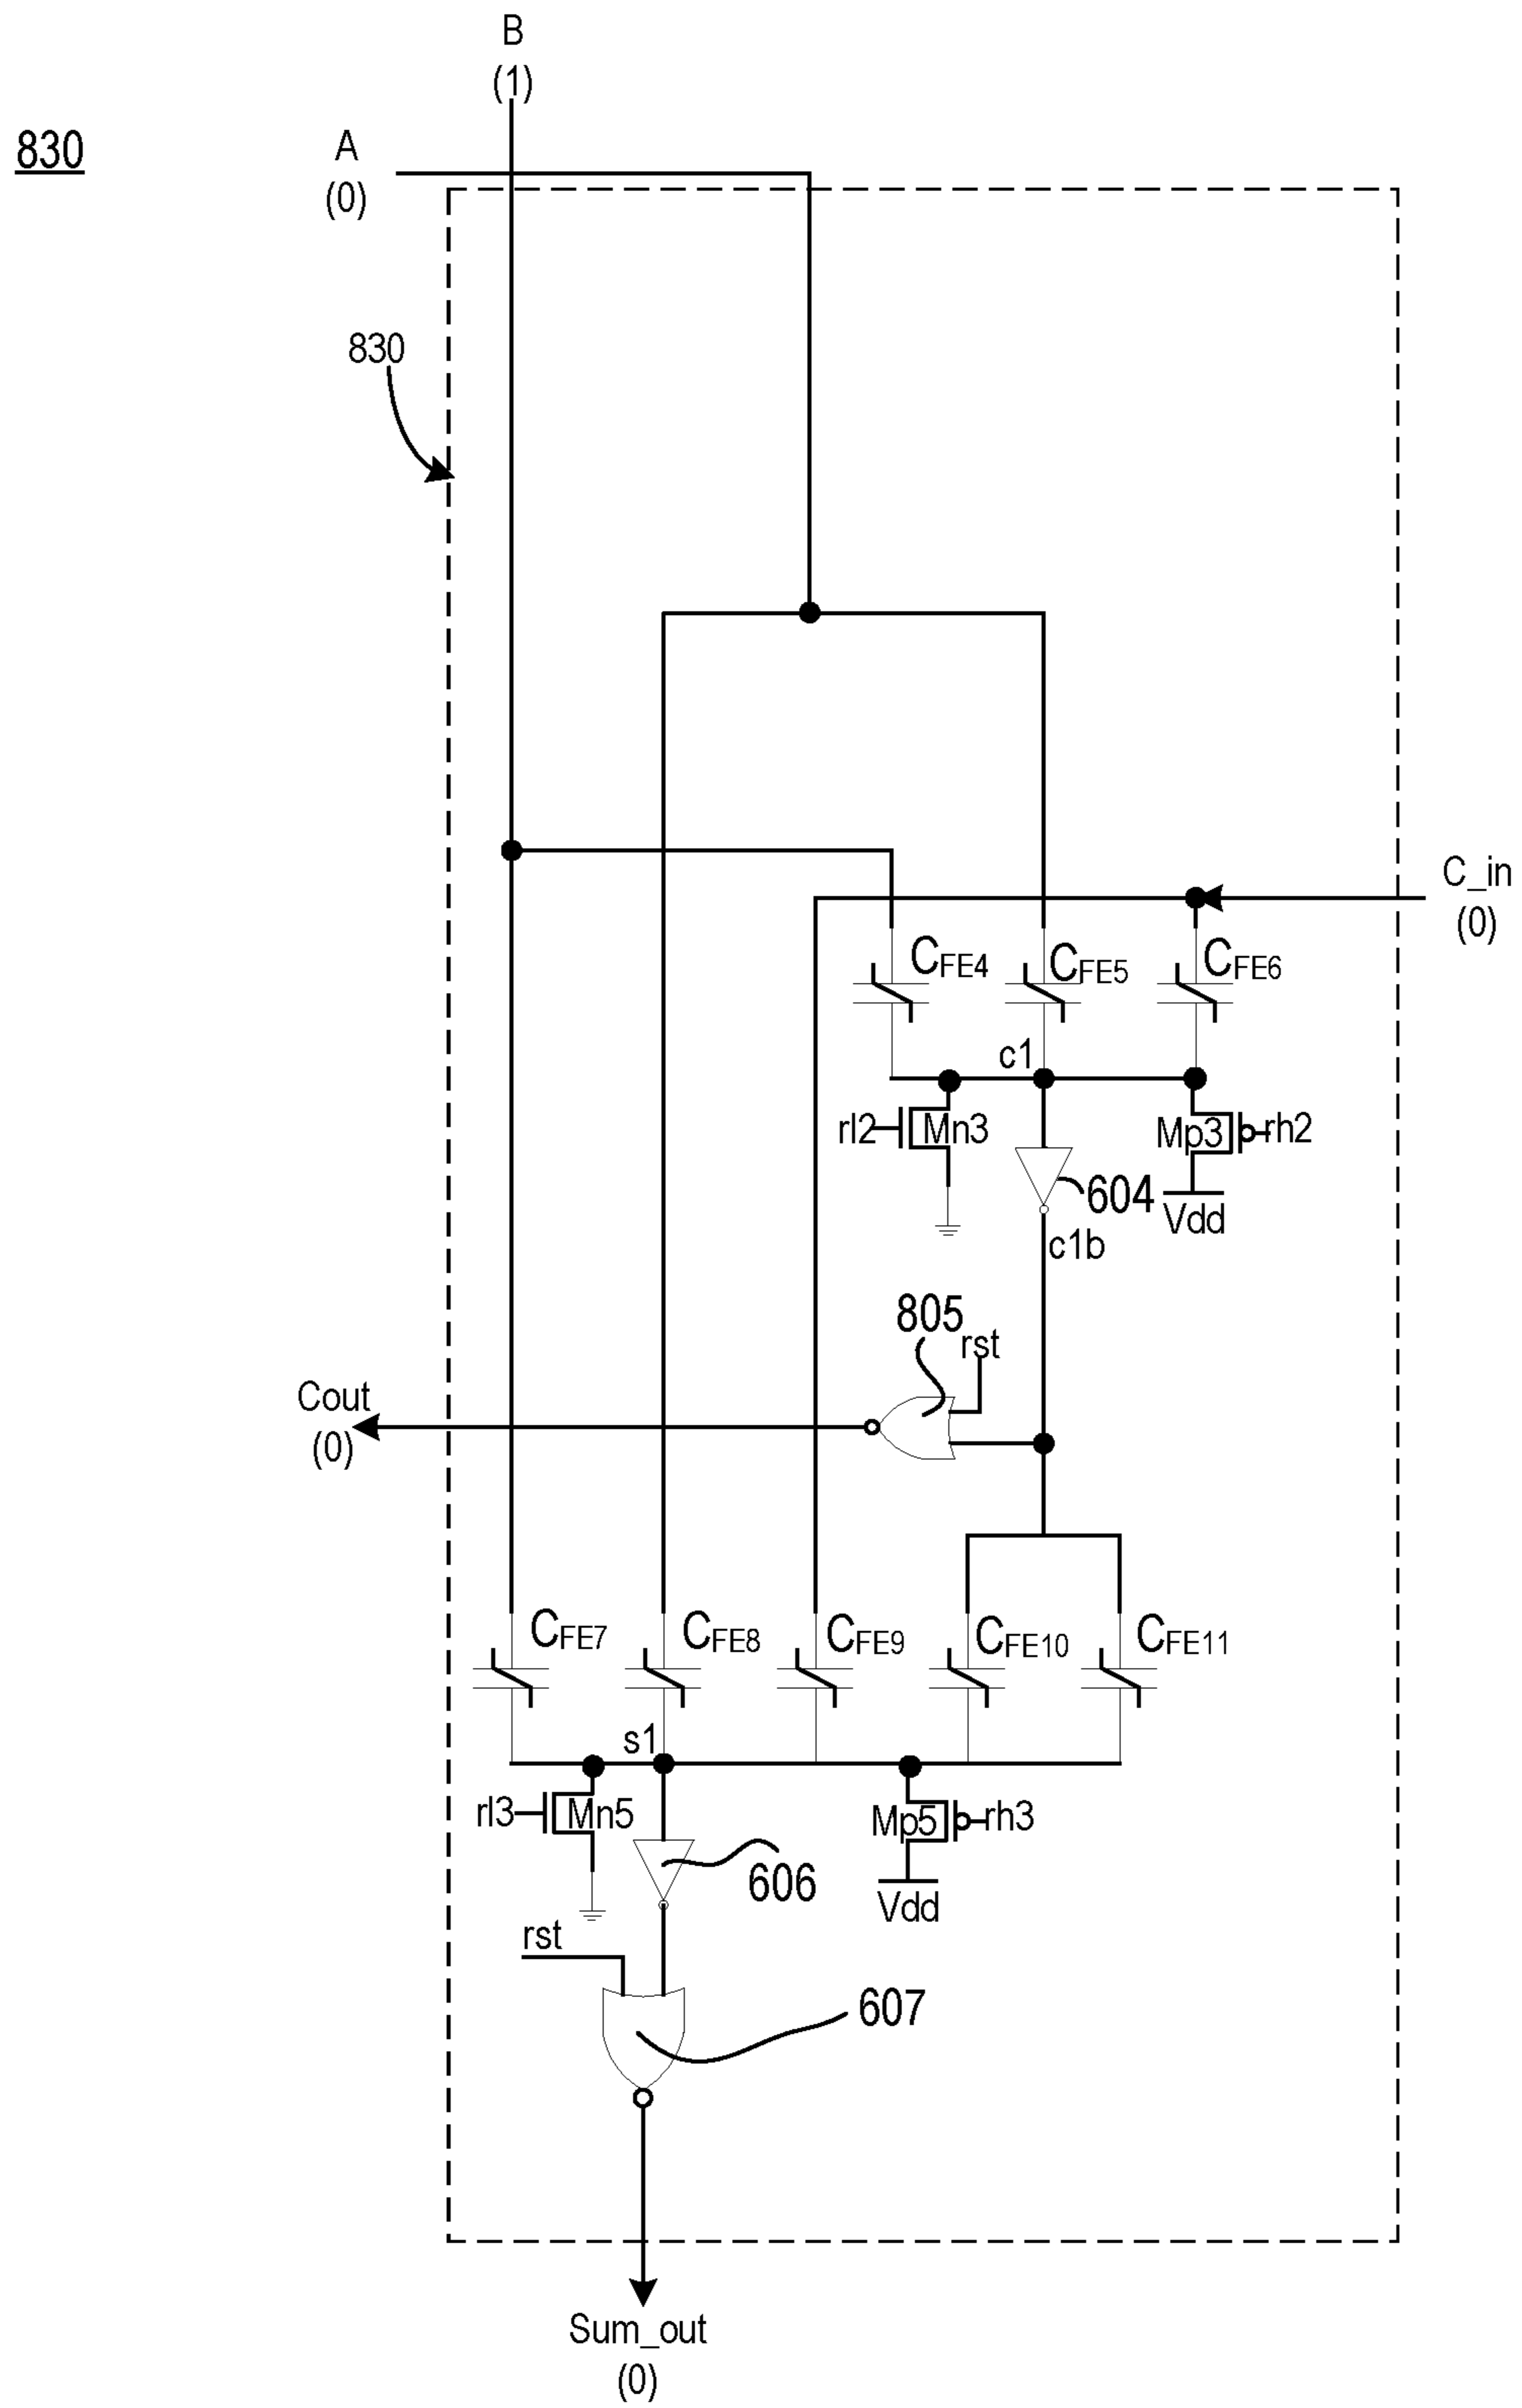 B
(1)
830
A
(0)
830
C_in
(0)
CFE4
CFE5
CFE6
c1
rl2
Mn3
Mp3
rh2
604
Vdd
c1b
805
rst
Cout
(0)
CFE7
CFE8
CFE9
CFE10
CFE11
s1
rl3
Mn5
Mp5
rh3
606
Vdd
rst
607
Sum_out
(0)